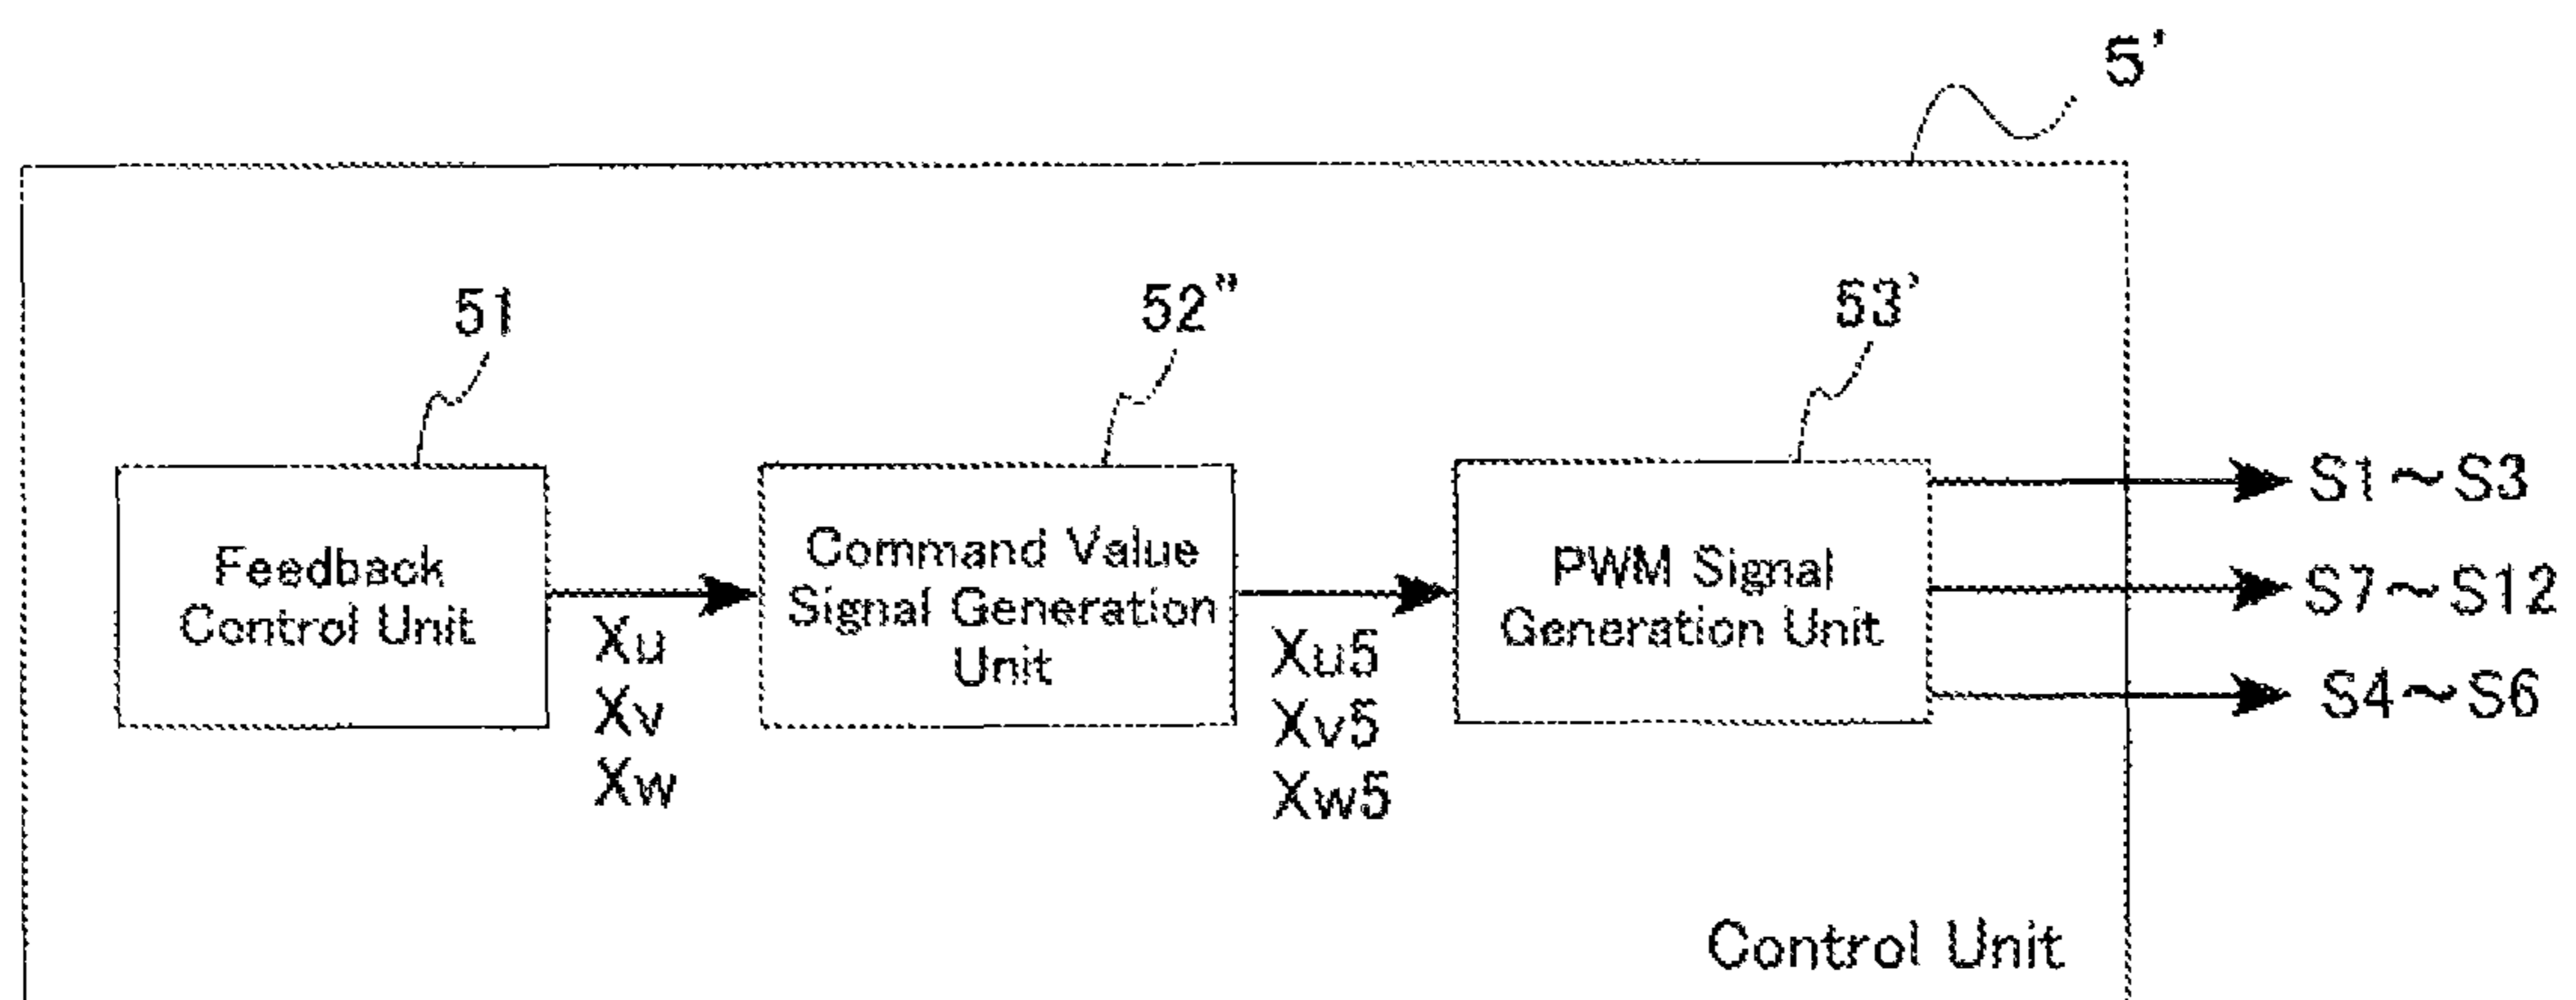 5'
51
52"
53'
Feedback
Control Unit
Xu
Xv
Xw
Command Value
Signal Generation
Unit
Xu5
Xv5
Xw5
PWM Signal
Generation Unit
S1～S3
S7～S12
S4～S6
Control Unit